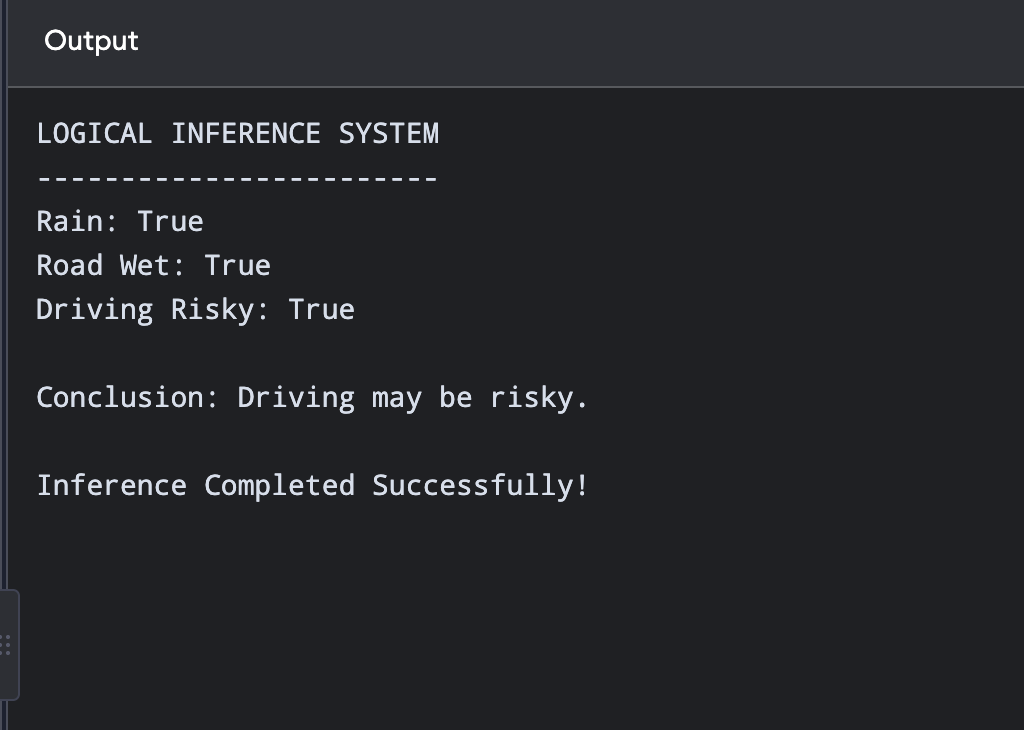 Output
LOGICAL INFERENCE SYSTEM
------------------------
Rain: True
Road Wet: True
Driving Risky: True
Conclusion: Driving may be risky.
Inference Completed Successfully!